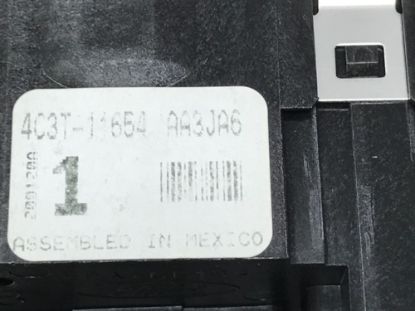 4C3T-11654 AA3JA6
1
ASSEMBLED IN MEXICO